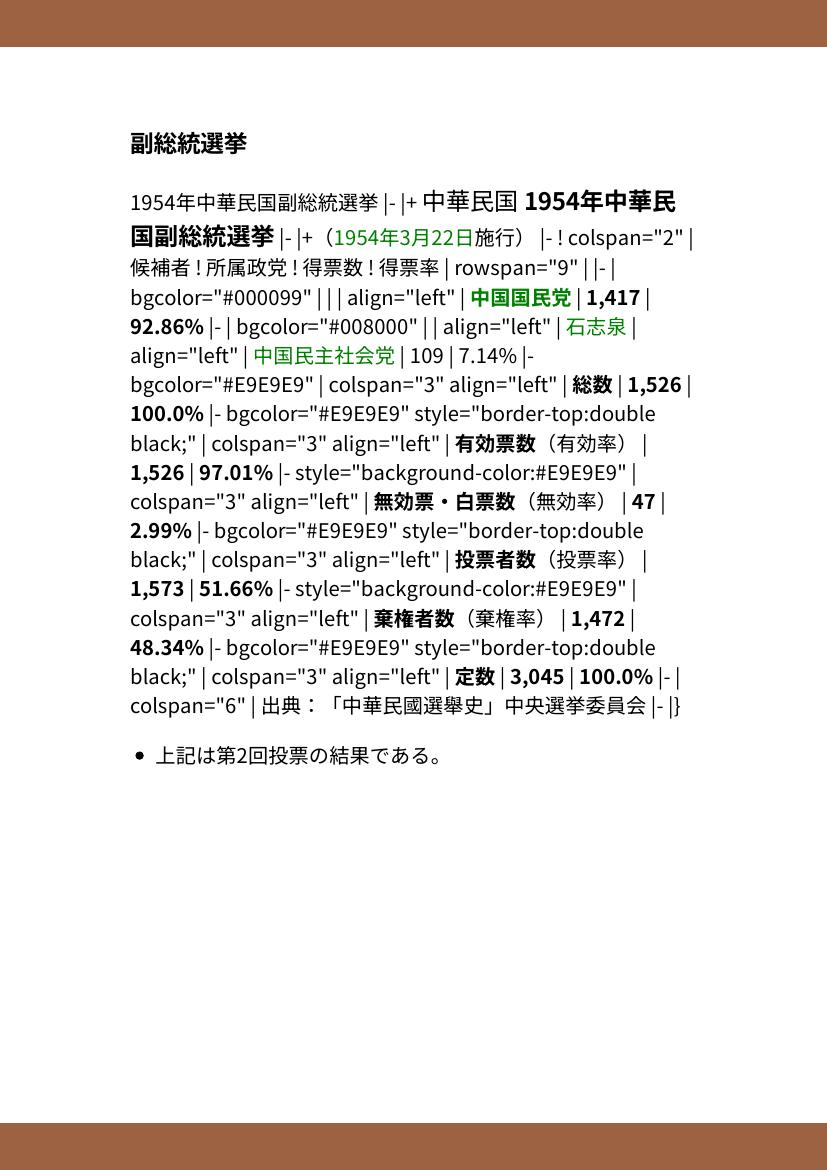 副総統選挙
1954年中華民国副総統選挙 |- |+ 中華民国 1954年中華民
国副総統選挙 |- |+（1954年3月22日施行） |- ! colspan="2" |
候補者 ! 所属政党 ! 得票数 ! 得票率 | rowspan="9" | |- |
bgcolor="#000099" | | | align="left" | 中国国民党 | 1,417 |
92.86% |- | bgcolor="#008000" | | align="left" | 石志泉 |
align="left" | 中国民主社会党 | 109 | 7.14% |-
bgcolor="#E9E9E9" | colspan="3" align="left" | 総数 | 1,526 |
100.0% |- bgcolor="#E9E9E9" style="border-top:double
black;" | colspan="3" align="left" | 有効票数（有効率） |
1,526 | 97.01% |- style="background-color:#E9E9E9" |
colspan="3" align="left" | 無効票・白票数（無効率） | 47 |
2.99% |- bgcolor="#E9E9E9" style="border-top:double
black;" | colspan="3" align="left" | 投票者数（投票率） |
1,573 | 51.66% |- style="background-color:#E9E9E9" |
colspan="3" align="left" | 棄権者数（棄権率） | 1,472 |
48.34% |- bgcolor="#E9E9E9" style="border-top:double
black;" | colspan="3" align="left" | 定数 | 3,045 | 100.0% |- |
colspan="6" | 出典：「中華民國選舉史」中央選挙委員会 |- |}
• 上記は第2回投票の結果である。